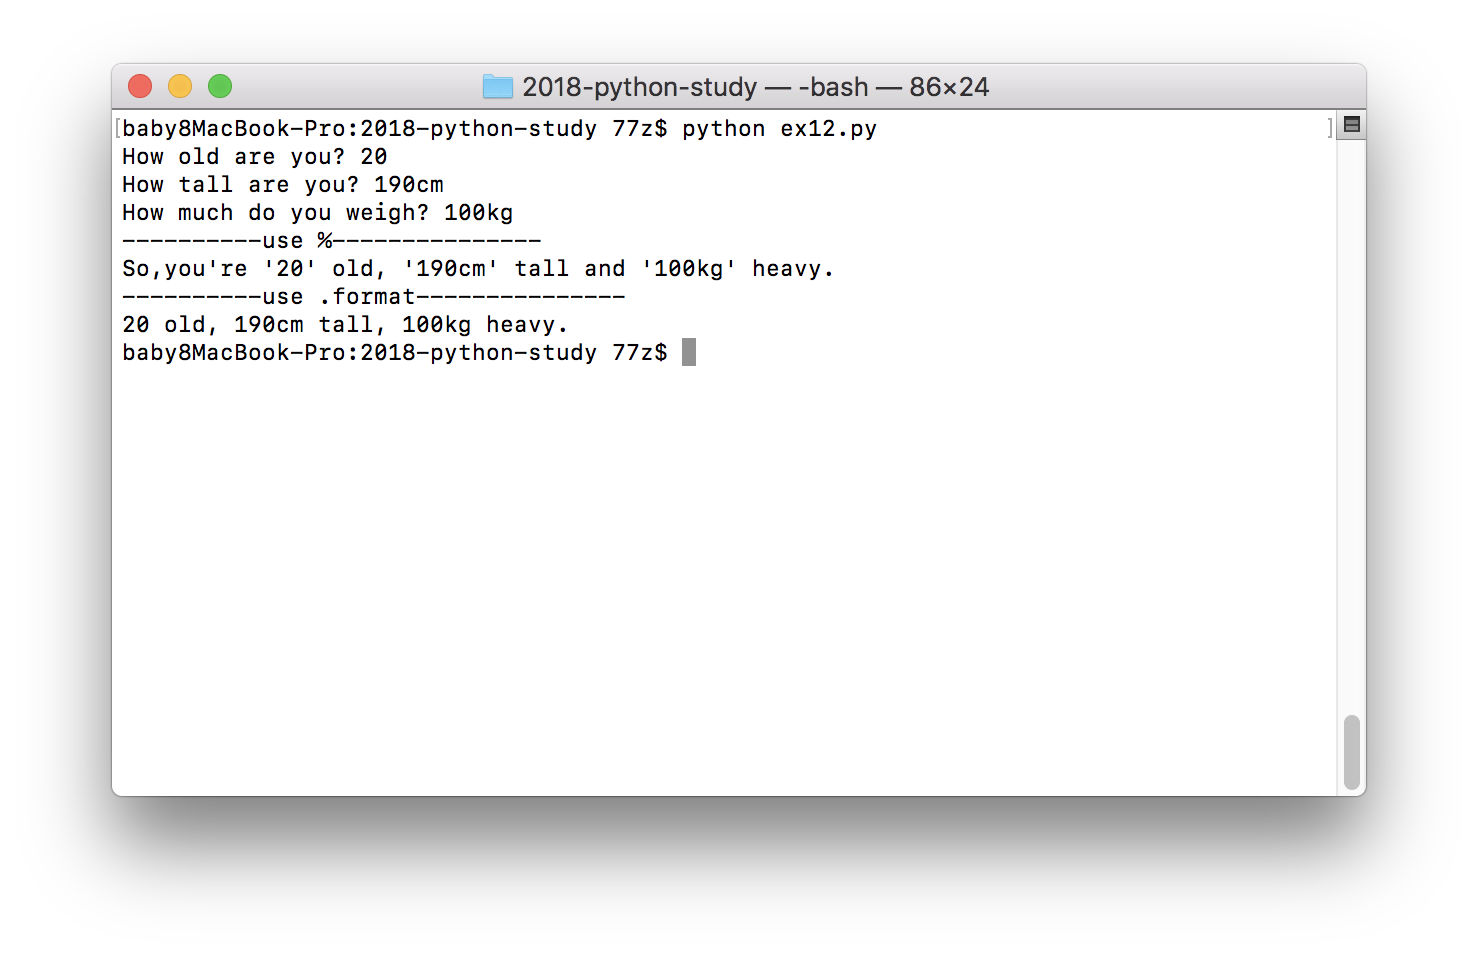 2018-python-study — -bash — 86×24
[baby8MacBook-Pro:2018-python-study 77z$ python ex12.py ]
How old are you? 20
How tall are you? 190cm
How much do you weigh? 100kg
----------use %---------------
So,you're '20' old, '190cm' tall and '100kg' heavy.
----------use .format---------------
20 old, 190cm tall, 100kg heavy.
baby8MacBook-Pro:2018-python-study 77z$